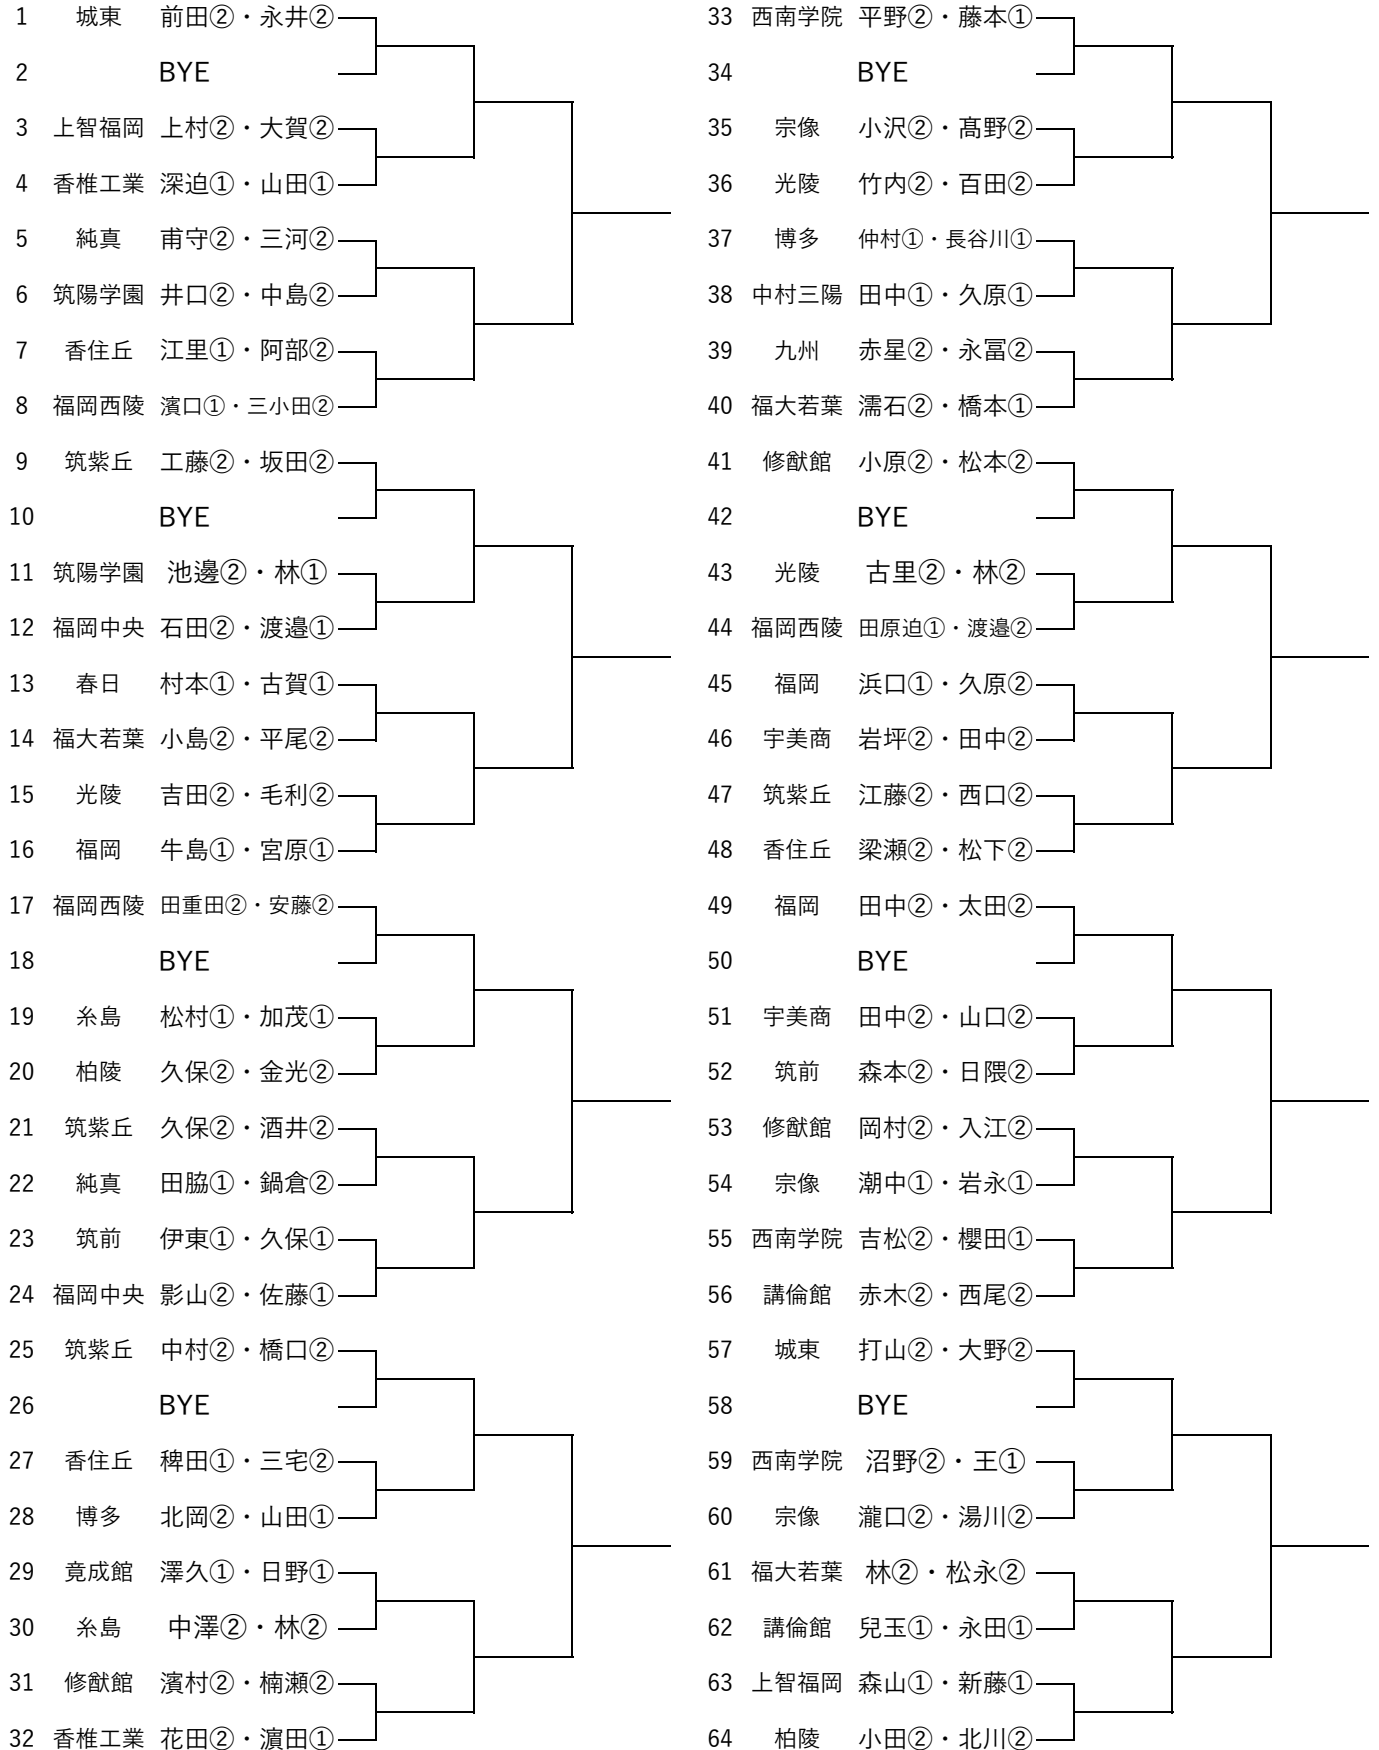 1 城東 前田②・永井②
2 BYE
3 上智福岡 上村②・大賀②
4 香椎工業 深迫①・山田①
5 純真 甫守②・三河②
6 筑陽学園 井口②・中島②
7 香住丘 江里①・阿部②
8 福岡西陵 濱口①・三小田②
9 筑紫丘 工藤②・坂田②
10 BYE
11 筑陽学園 池邊②・林①
12 福岡中央 石田②・渡邉①
13 春日 村本①・古賀①
14 福大若葉 小島②・平尾②
15 光陵 吉田②・毛利②
16 福岡 牛島①・宮原①
17 福岡西陵 田重田②・安藤②
18 BYE
19 糸島 松村①・加茂①
20 柏陵 久保②・金光②
21 筑紫丘 久保②・酒井②
22 純真 田脇①・鍋倉②
23 筑前 伊東①・久保①
24 福岡中央 影山②・佐藤①
25 筑紫丘 中村②・橋口②
26 BYE
27 香住丘 稗田①・三宅②
28 博多 北岡②・山田①
29 竟成館 澤久①・日野①
30 糸島 中澤②・林②
31 修猷館 濱村②・楠瀬②
32 香椎工業 花田②・濵田①
33 西南学院 平野②・藤本①
34 BYE
35 宗像 小沢②・髙野②
36 光陵 竹内②・百田②
37 博多 仲村①・長谷川①
38 中村三陽 田中①・久原①
39 九州 赤星②・永冨②
40 福大若葉 濡石②・橋本①
41 修猷館 小原②・松本②
42 BYE
43 光陵 古里②・林②
44 福岡西陵 田原迫①・渡邉②
45 福岡 浜口①・久原②
46 宇美商 岩坪②・田中②
47 筑紫丘 江藤②・西口②
48 香住丘 梁瀬②・松下②
49 福岡 田中②・太田②
50 BYE
51 宇美商 田中②・山口②
52 筑前 森本②・日隈②
53 修猷館 岡村②・入江②
54 宗像 潮中①・岩永①
55 西南学院 吉松②・櫻田①
56 講倫館 赤木②・西尾②
57 城東 打山②・大野②
58 BYE
59 西南学院 沼野②・王①
60 宗像 瀧口②・湯川②
61 福大若葉 林②・松永②
62 講倫館 兒玉①・永田①
63 上智福岡 森山①・新藤①
64 柏陵 小田②・北川②